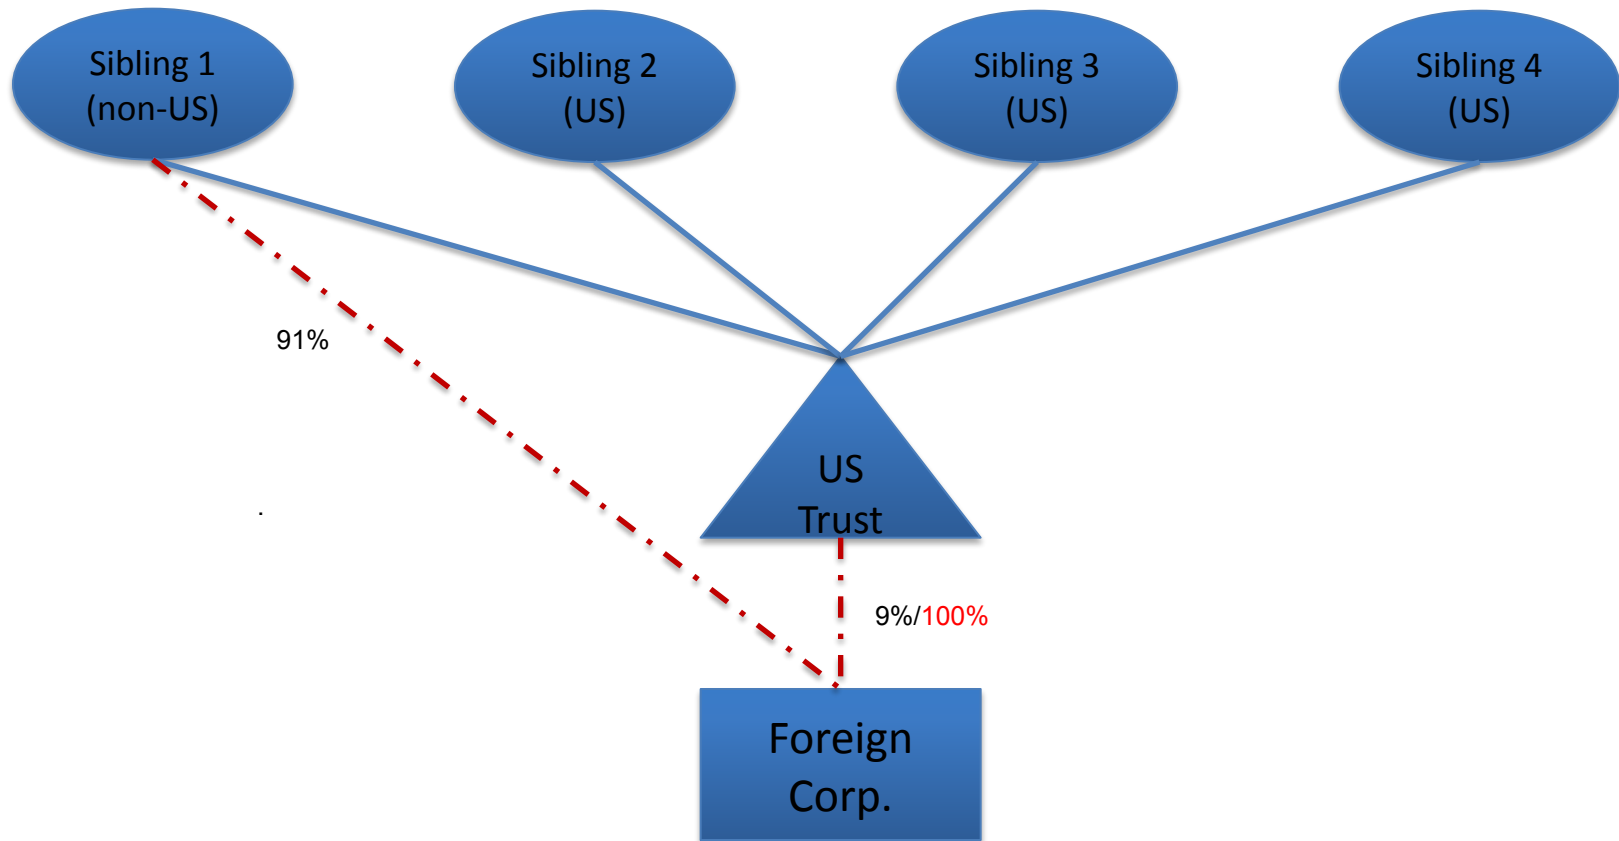 Sibling 1
(non-US)
Sibling 2
(US)
Sibling 3
(US)
Sibling 4
(US)
91%
US
Trust
.
9%/100%
Foreign
Corp.